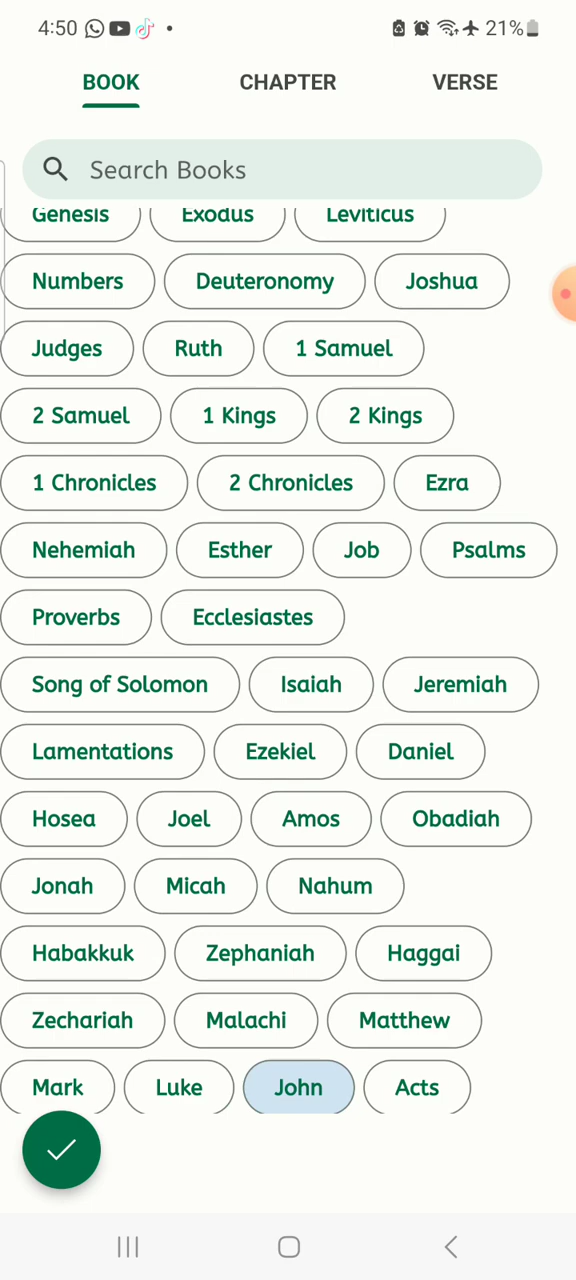 4:50 21%
BOOK CHAPTER VERSE
Search Books
Genesis Exodus Leviticus
Numbers Deuteronomy Joshua
Judges Ruth 1 Samuel
2 Samuel 1 Kings 2 Kings
1 Chronicles 2 Chronicles Ezra
Nehemiah Esther Job Psalms
Proverbs Ecclesiastes
Song of Solomon Isaiah Jeremiah
Lamentations Ezekiel Daniel
Hosea Joel Amos Obadiah
Jonah Micah Nahum
Habakkuk Zephaniah Haggai
Zechariah Malachi Matthew
Mark Luke John Acts